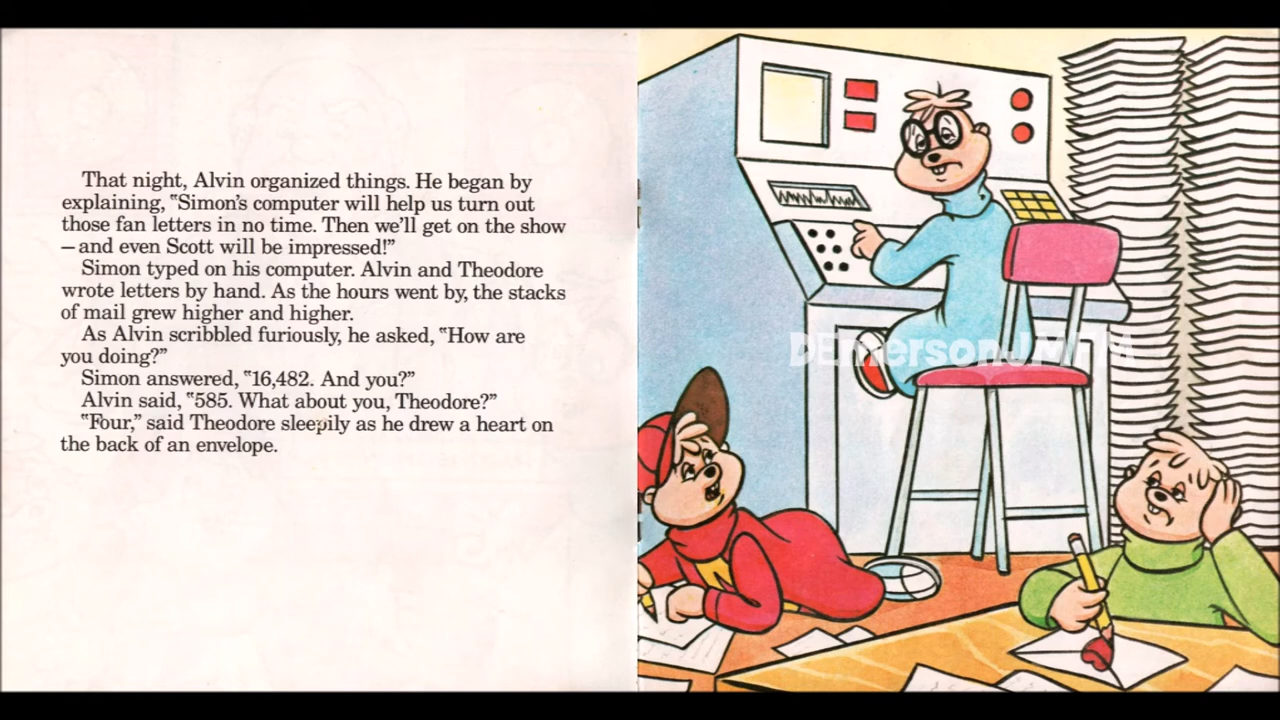 That night, Alvin organized things. He began by
explaining, "Simon's computer will help us turn out
those fan letters in no time. Then we'll get on the show
—and even Scott will be impressed!"
Simon typed on his computer. Alvin and Theodore
wrote letters by hand. As the hours went by, the stacks
of mail grew higher and higher.
As Alvin scribbled furiously, he asked, "How are
you doing?"
Simon answered, "16,482. And you?"
Alvin said, "585. What about you, Theodore?"
"Four," said Theodore sleepily as he drew a heart on
the back of an envelope.
DEmersonJMFM